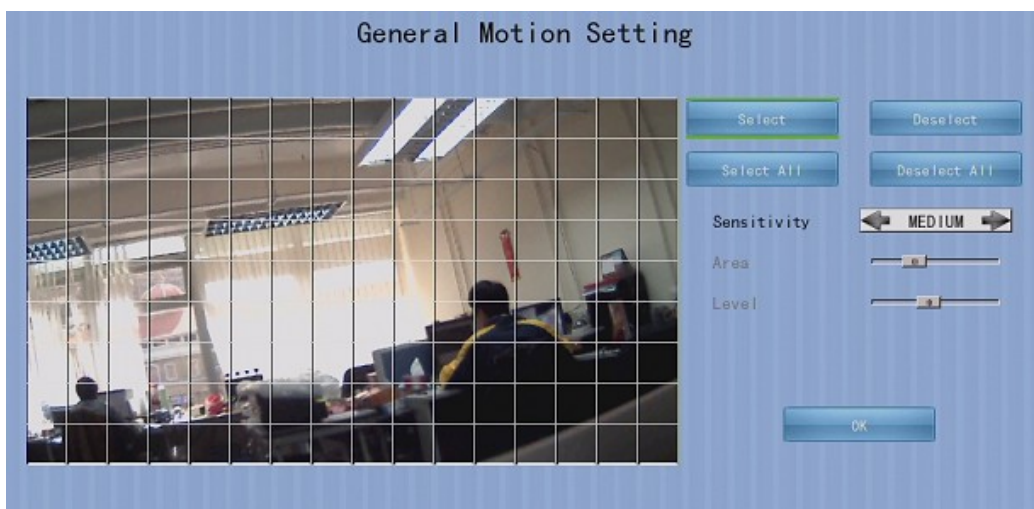 General Motion Setting
Select
Deselect
Select All
Deselect All
Sensitivity
MEDIUM
Area
Level
OK